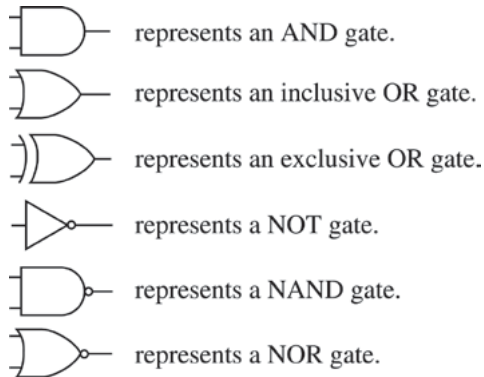 represents an AND gate.
represents an inclusive OR gate.
represents an exclusive OR gate.
represents a NOT gate.
represents a NAND gate.
represents a NOR gate.